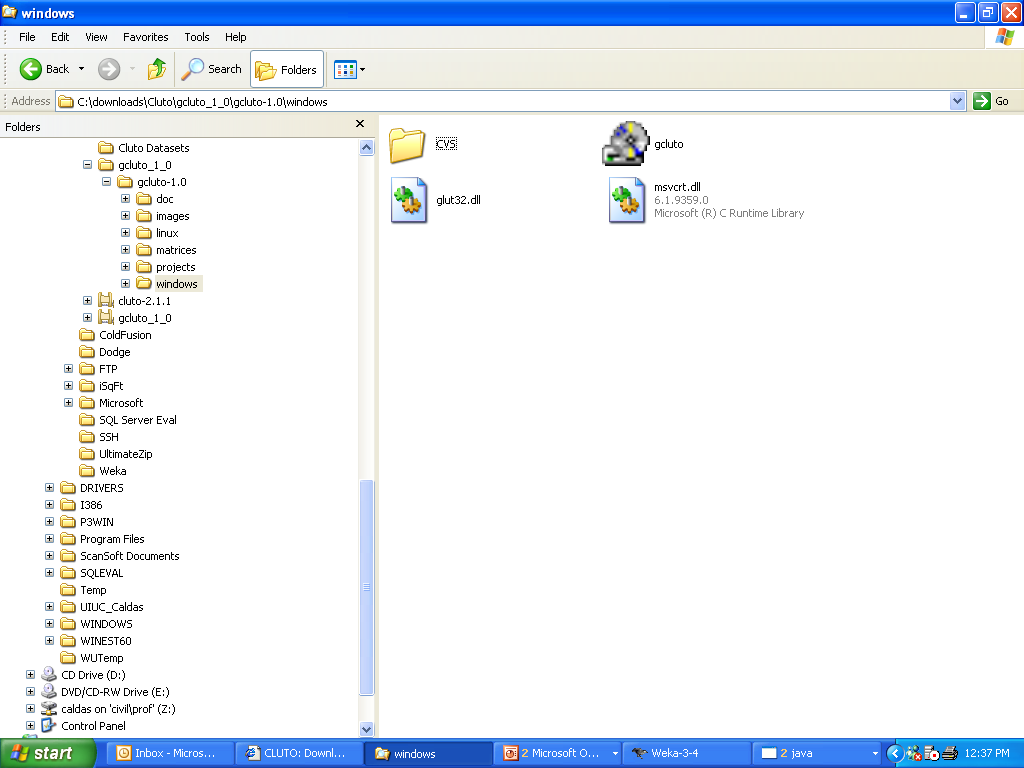 windows
File Edit View Favorites Tools Help
Back Search Folders
Address C:\downloads\Cluto\gcluto_1_0\gcluto-1.0\windows Go
Folders
Cluto Datasets
gcluto_1_0
gcluto-1.0
doc
images
linux
matrices
projects
windows
cluto-2.1.1
gcluto_1_0
ColdFusion
Dodge
FTP
iSqFt
Microsoft
SQL Server Eval
SSH
UltimateZip
Weka
DRIVERS
I386
P3WIN
Program Files
ScanSoft Documents
SQLEVAL
Temp
UIUC_Caldas
WINDOWS
WINEST60
WUTemp
CD Drive (D:)
DVD/CD-RW Drive (E:)
caldas on 'civil\prof' (Z:)
Control Panel
CVS
gcluto
glut32.dll
msvcrt.dll
6.1.9359.0
Microsoft (R) C Runtime Library
start Inbox - Micros... CLUTO: Downl... windows 2 Microsoft O... Weka-3-4 2 java 12:37 PM